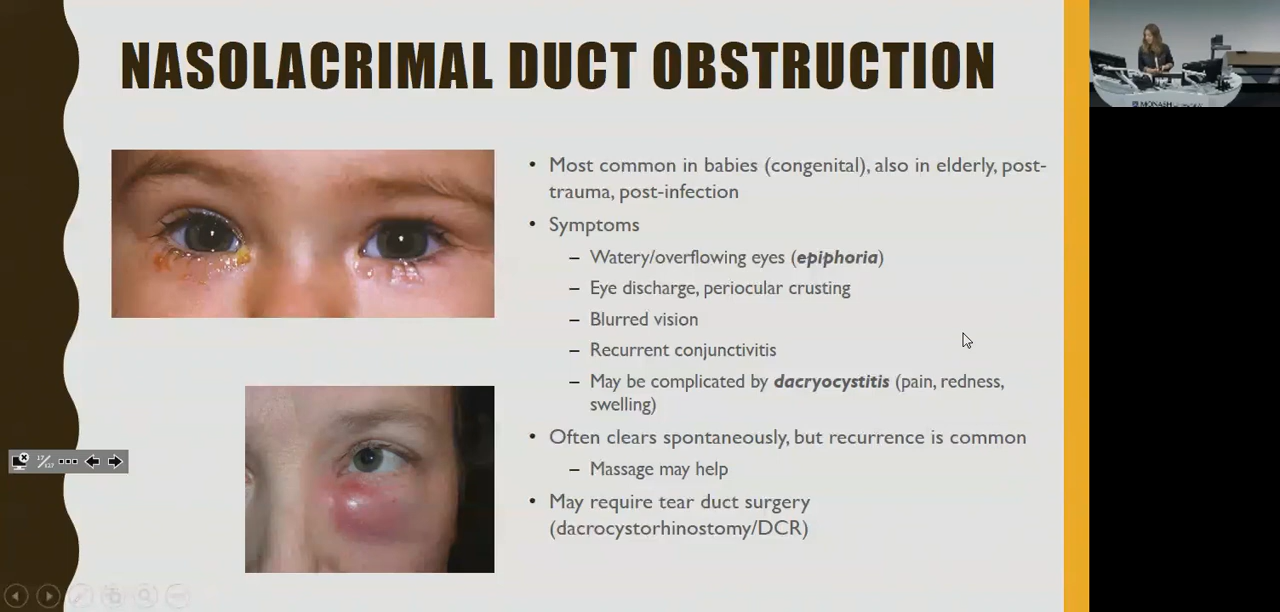 NASOLACRIMAL DUCT OBSTRUCTION
• Most common in babies (congenital), also in elderly, post-
trauma, post-infection
• Symptoms
– Watery/overflowing eyes (epiphoria)
– Eye discharge, periocular crusting
– Blurred vision
– Recurrent conjunctivitis
– May be complicated by dacryocystitis (pain, redness,
swelling)
• Often clears spontaneously, but recurrence is common
– Massage may help
• May require tear duct surgery
(dacrocystorhinostomy/DCR)
MONASH